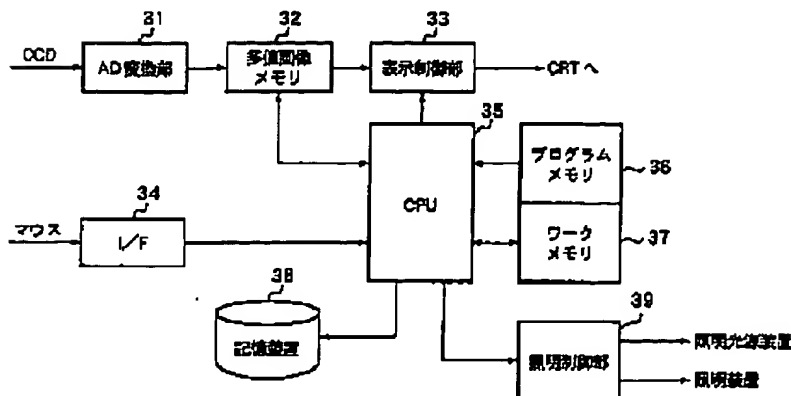 31
32
33
CCD
AD変換部
多値画像
メモリ
表示制御部
CRTへ
35
プログラム
メモリ
36
CPU
34
マウス
I/F
ワーク
メモリ
37
38
記憶装置
39
照明制御部
照明光源装置
照明装置